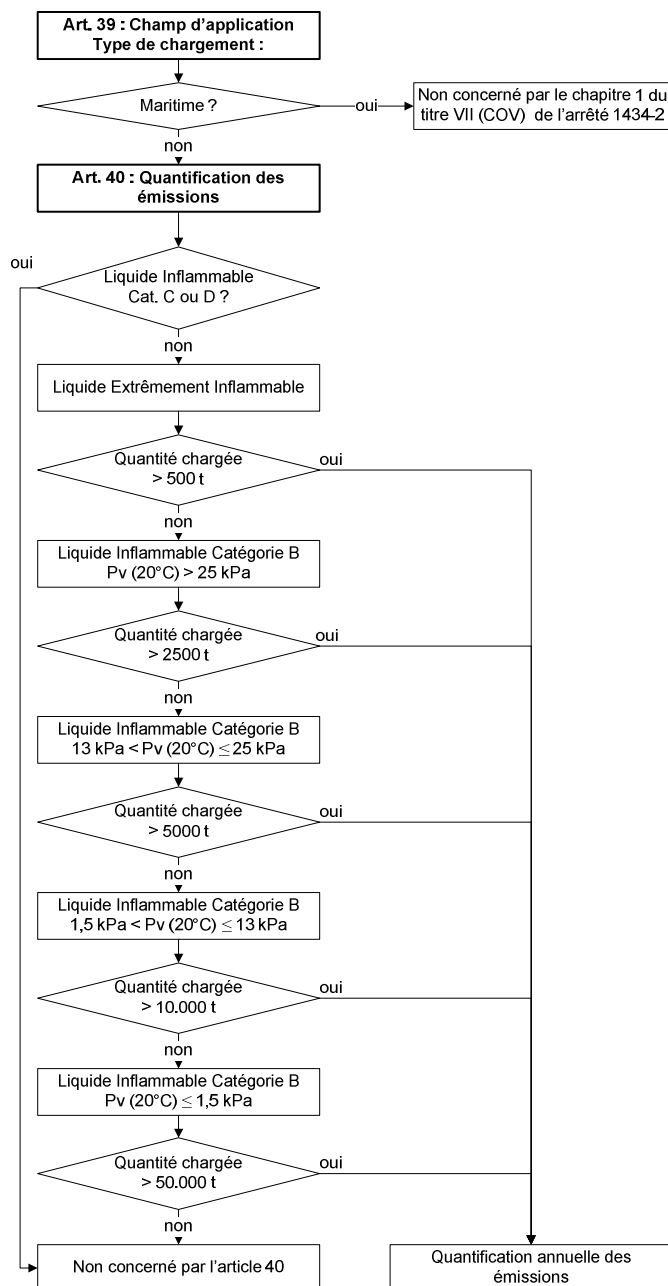 Art. 39 : Champ d'application
Type de chargement :
Maritime ?
oui
Non concerné par le chapitre 1 du
titre VII (COV) de l'arrêté 1434-2
non
Art. 40 : Quantification des
émissions
oui
Liquide Inflammable
Cat. C ou D ?
non
Liquide Extrêmement Inflammable
Quantité chargée
> 500 t
oui
non
Liquide Inflammable Catégorie B
Pv (20°C) > 25 kPa
Quantité chargée
> 2500 t
oui
non
Liquide Inflammable Catégorie B
13 kPa < Pv (20°C) ≤ 25 kPa
Quantité chargée
> 5000 t
oui
non
Liquide Inflammable Catégorie B
1,5 kPa < Pv (20°C) ≤ 13 kPa
Quantité chargée
> 10.000 t
oui
non
Liquide Inflammable Catégorie B
Pv (20°C) ≤ 1,5 kPa
Quantité chargée
> 50.000 t
oui
non
Non concerné par l'article 40
Quantification annuelle des
émissions